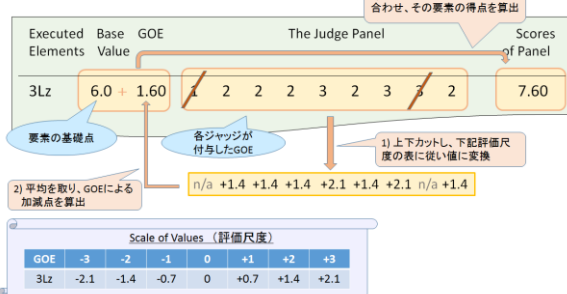 合わせ、その要素の得点を算出
Executed Elements Base Value GOE The Judge Panel Scores of Panel
3Lz 6.0 + 1.60 1 2 2 2 3 2 3 3 2 7.60
要素の基礎点
各ジャッジが
付与したGOE
1) 上下カットし、下記評価尺
度の表に従い値に変換
n/a +1.4 +1.4 +1.4 +2.1 +1.4 +2.1 n/a +1.4
2) 平均を取り、GOEによる
加減点を算出
Scale of Values （評価尺度）
GOE -3 -2 -1 0 +1 +2 +3
3Lz -2.1 -1.4 -0.7 0 +0.7 +1.4 +2.1